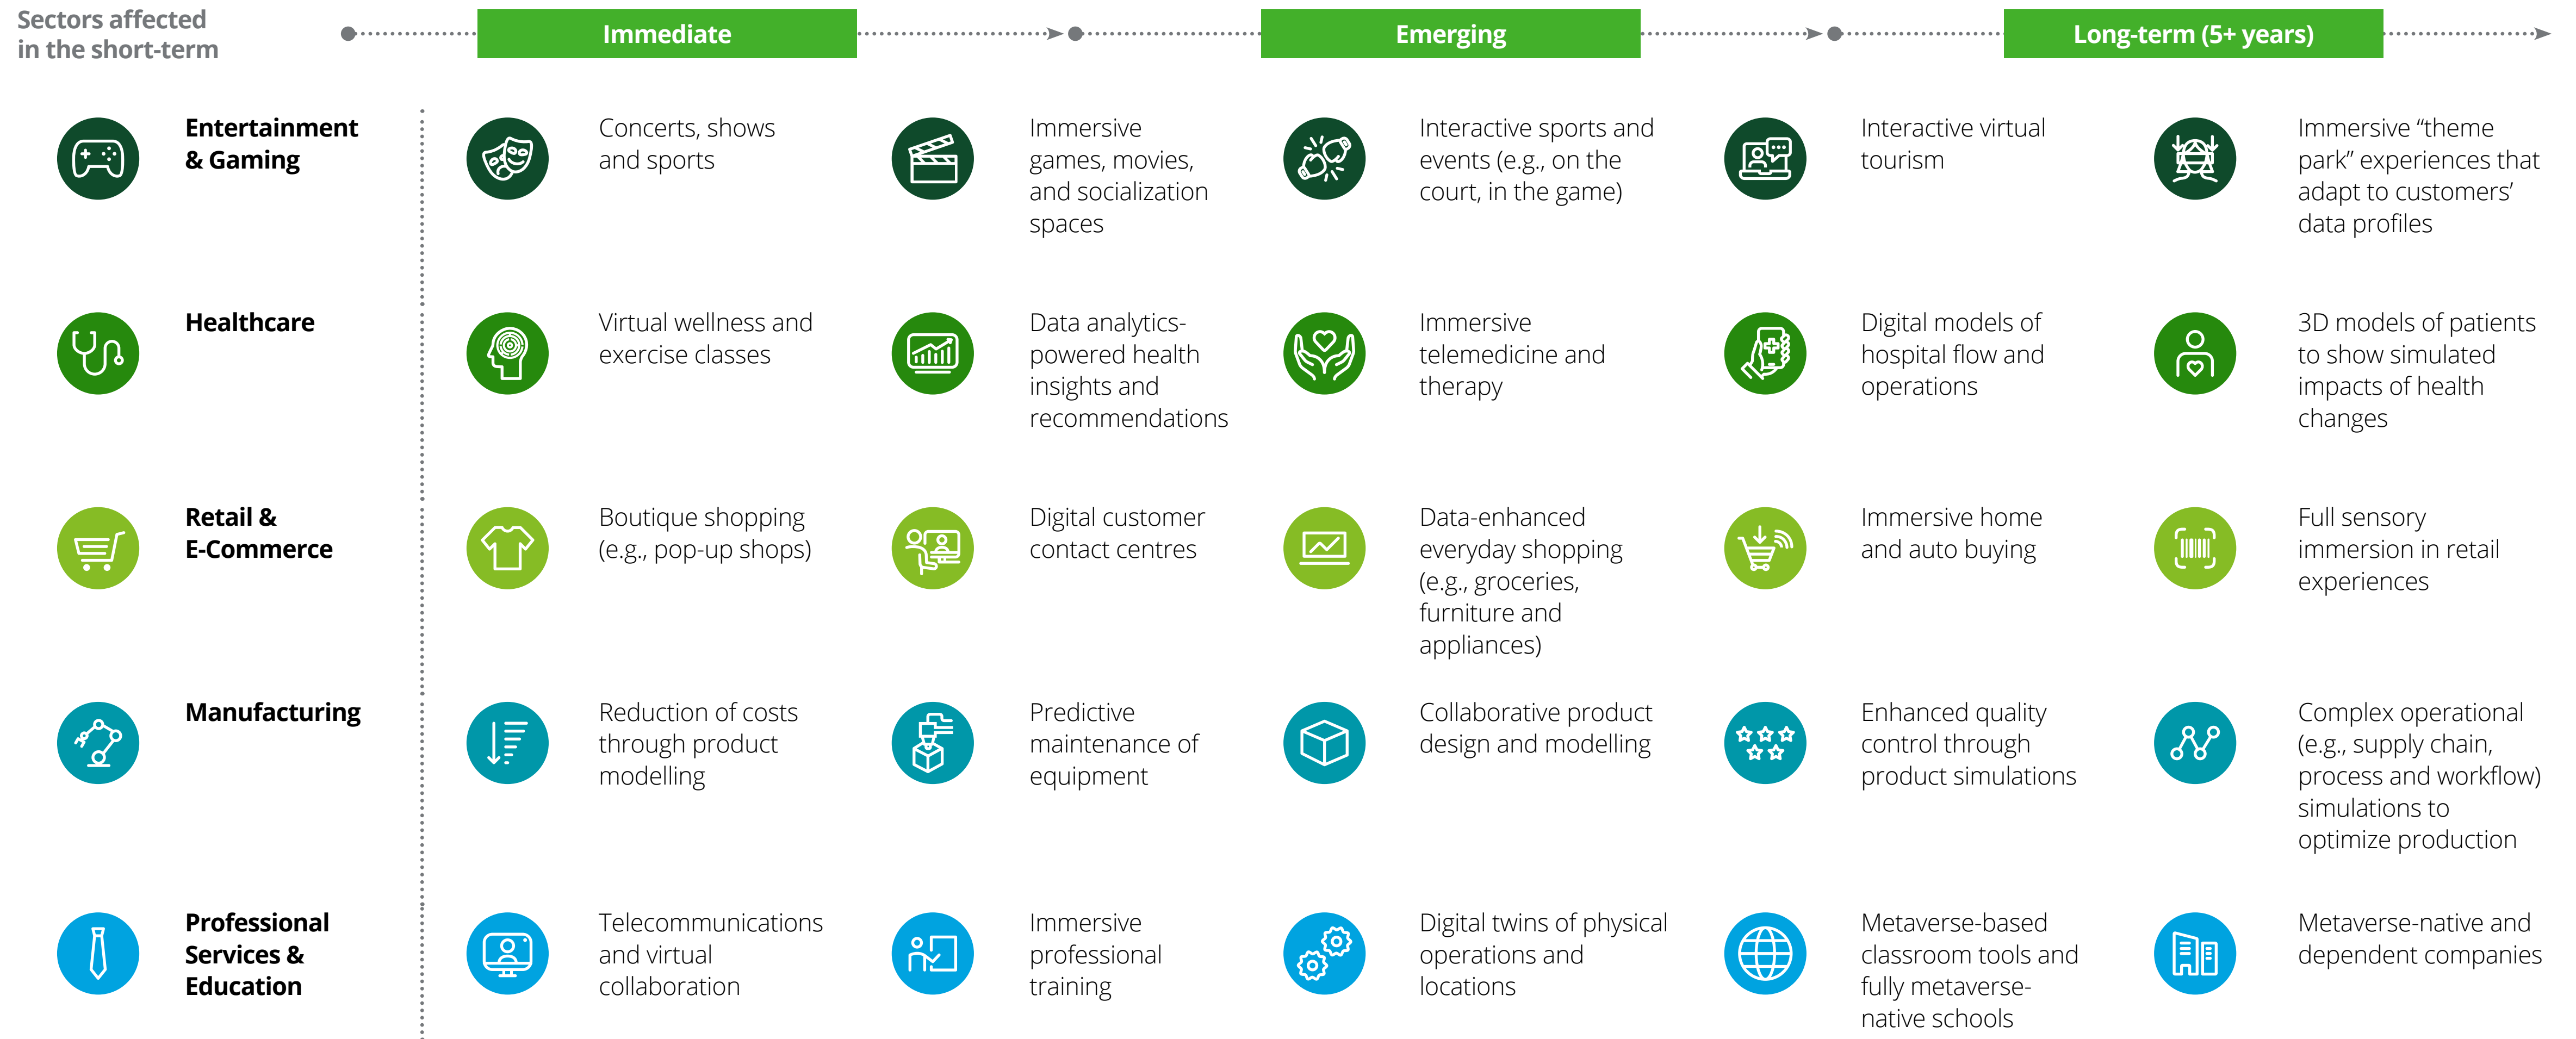 Sectors affected
in the short-term
Immediate
Emerging
Long-term (5+ years)
Entertainment
& Gaming
Concerts, shows
and sports
Immersive
games, movies,
and socialization
spaces
Interactive sports and
events (e.g., on the
court, in the game)
Interactive virtual
tourism
Immersive “theme
park” experiences that
adapt to customers’
data profiles
Healthcare
Virtual wellness and
exercise classes
Data analytics-
powered health
insights and
recommendations
Immersive
telemedicine and
therapy
Digital models of
hospital flow and
operations
3D models of patients
to show simulated
impacts of health
changes
Retail &
E-Commerce
Boutique shopping
(e.g., pop-up shops)
Digital customer
contact centres
Data-enhanced
everyday shopping
(e.g., groceries,
furniture and
appliances)
Immersive home
and auto buying
Full sensory
immersion in retail
experiences
Manufacturing
Reduction of costs
through product
modelling
Predictive
maintenance of
equipment
Collaborative product
design and modelling
Enhanced quality
control through
product simulations
Complex operational
(e.g., supply chain,
process and workflow)
simulations to
optimize production
Professional
Services &
Education
Telecommunications
and virtual
collaboration
Immersive
professional
training
Digital twins of physical
operations and
locations
Metaverse-based
classroom tools and
fully metaverse-
native schools
Metaverse-native and
dependent companies